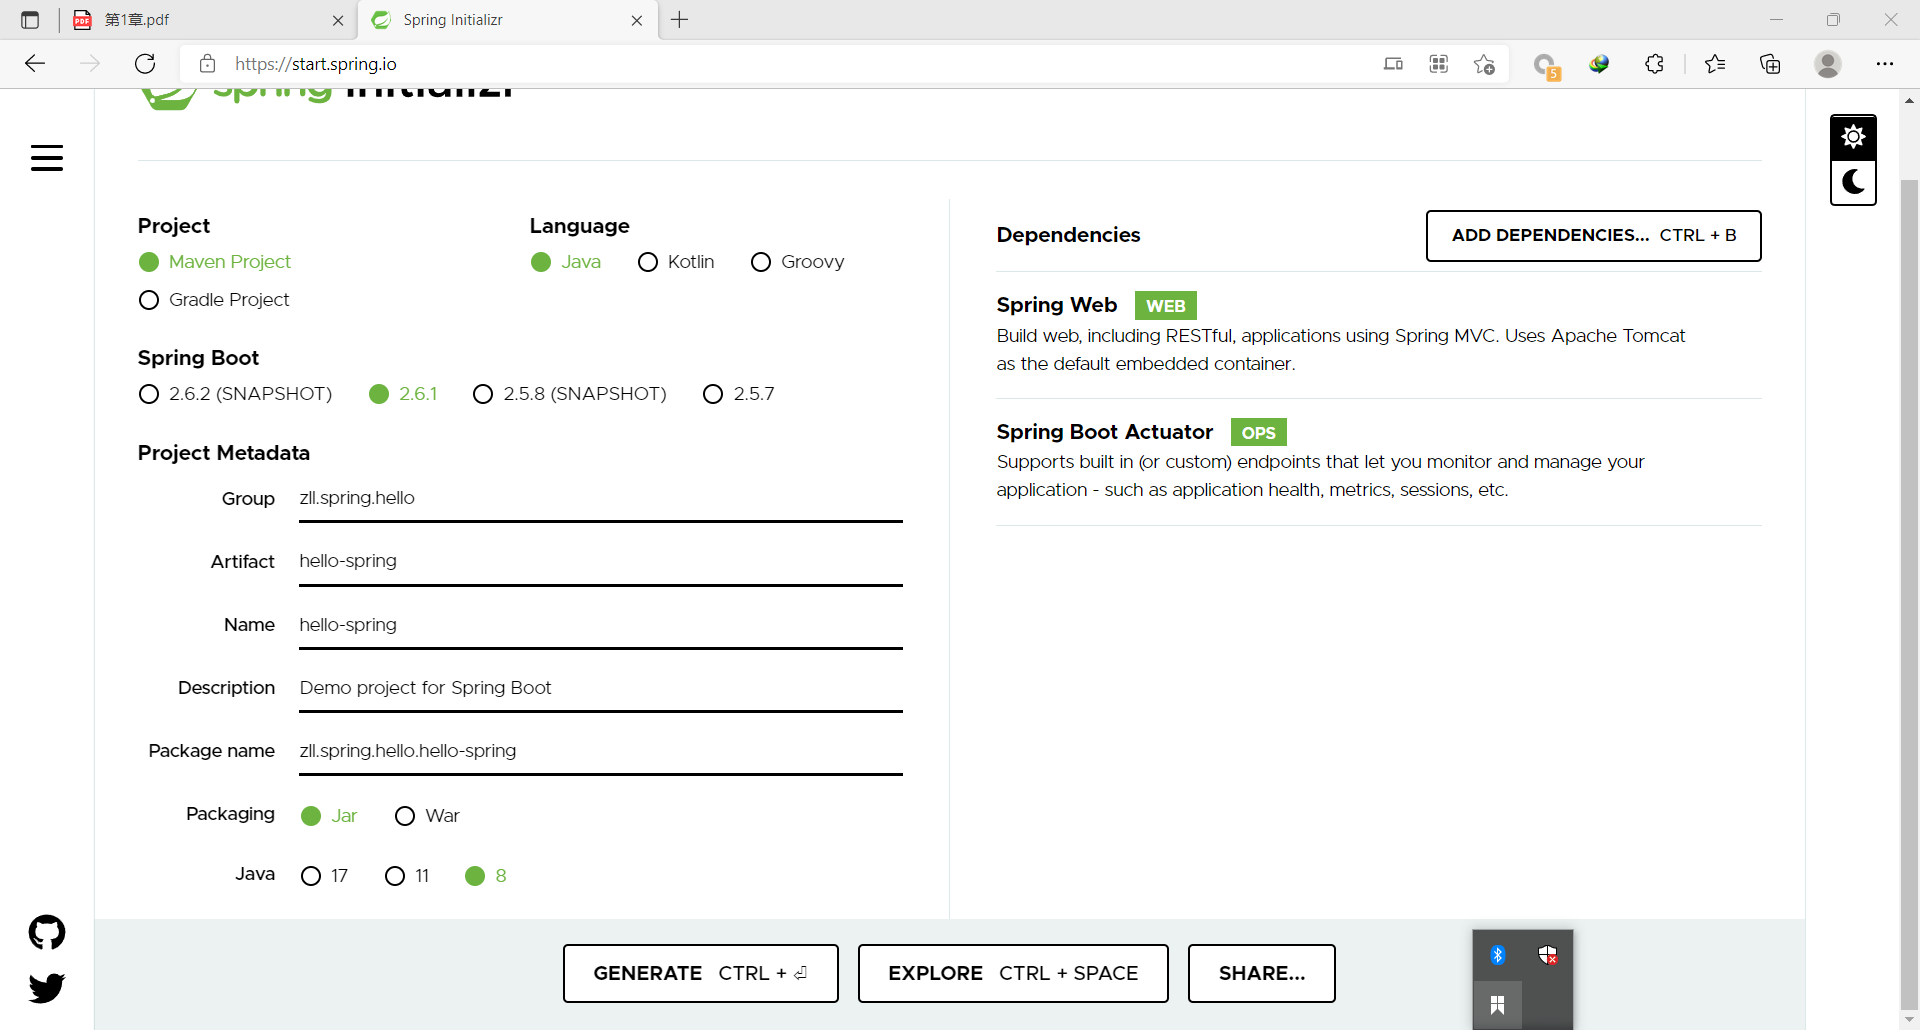 第1章.pdf
Spring Initializr
https://start.spring.io
5
spring initializr
Project
Language
Maven Project
Java
Kotlin
Groovy
Gradle Project
Spring Boot
2.6.2 (SNAPSHOT)
2.6.1
2.5.8 (SNAPSHOT)
2.5.7
Project Metadata
Group
zll.spring.hello
Artifact
hello-spring
Name
hello-spring
Description
Demo project for Spring Boot
Package name
zll.spring.hello.hello-spring
Packaging
Jar
War
Java
17
11
8
Dependencies
ADD DEPENDENCIES... CTRL + B
Spring Web WEB
Build web, including RESTful, applications using Spring MVC. Uses Apache Tomcat
as the default embedded container.
Spring Boot Actuator OPS
Supports built in (or custom) endpoints that let you monitor and manage your
application - such as application health, metrics, sessions, etc.
GENERATE CTRL + ⏎
EXPLORE CTRL + SPACE
SHARE...